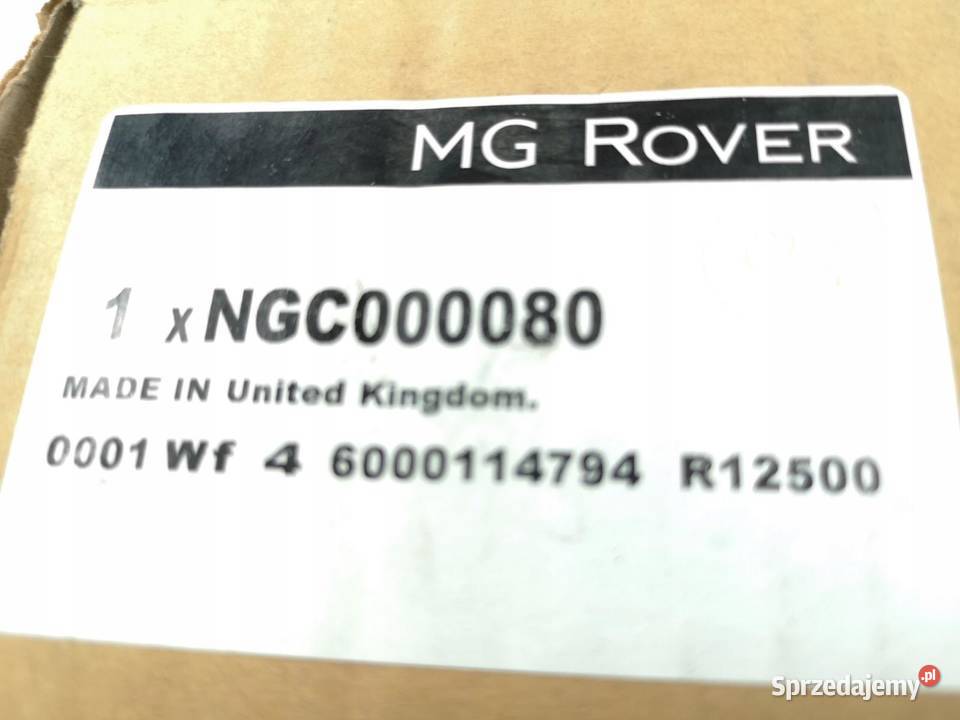 MG ROVER
1 x NGC000080
MADE IN United Kingdom.
0001 Wf 4 6000114794 R12500
Sprzedajemy.pl